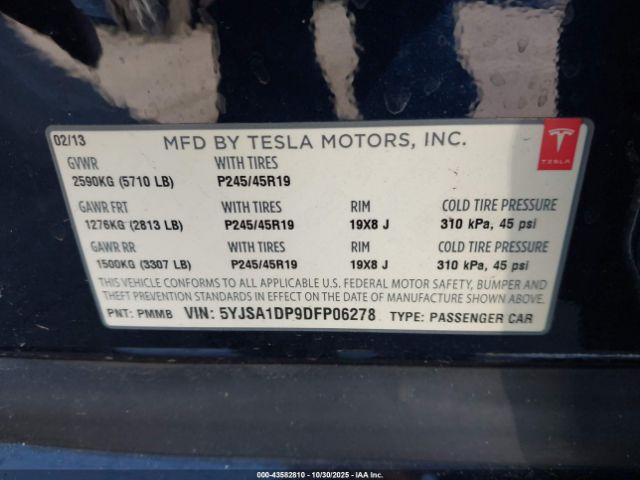 02/13 MFD BY TESLA MOTORS, INC.
TESLA
GVWR WITH TIRES
2590KG (5710 LB) P245/45R19
GAWR FRT WITH TIRES RIM COLD TIRE PRESSURE
1276KG (2813 LB) P245/45R19 19X8 J 310 kPa, 45 psi
GAWR RR WITH TIRES RIM COLD TIRE PRESSURE
1500KG (3307 LB) P245/45R19 19X8 J 310 kPa, 45 psi
THIS VEHICLE CONFORMS TO ALL APPLICABLE U.S. FEDERAL MOTOR SAFETY, BUMPER AND
THEFT PREVENTION STANDARDS IN EFFECT ON THE DATE OF MANUFACTURE SHOWN ABOVE.
PNT: PMMB VIN: 5YJSA1DP9DFP06278 TYPE: PASSENGER CAR
000-43582810 - 10/30/2025 - IAA Inc.